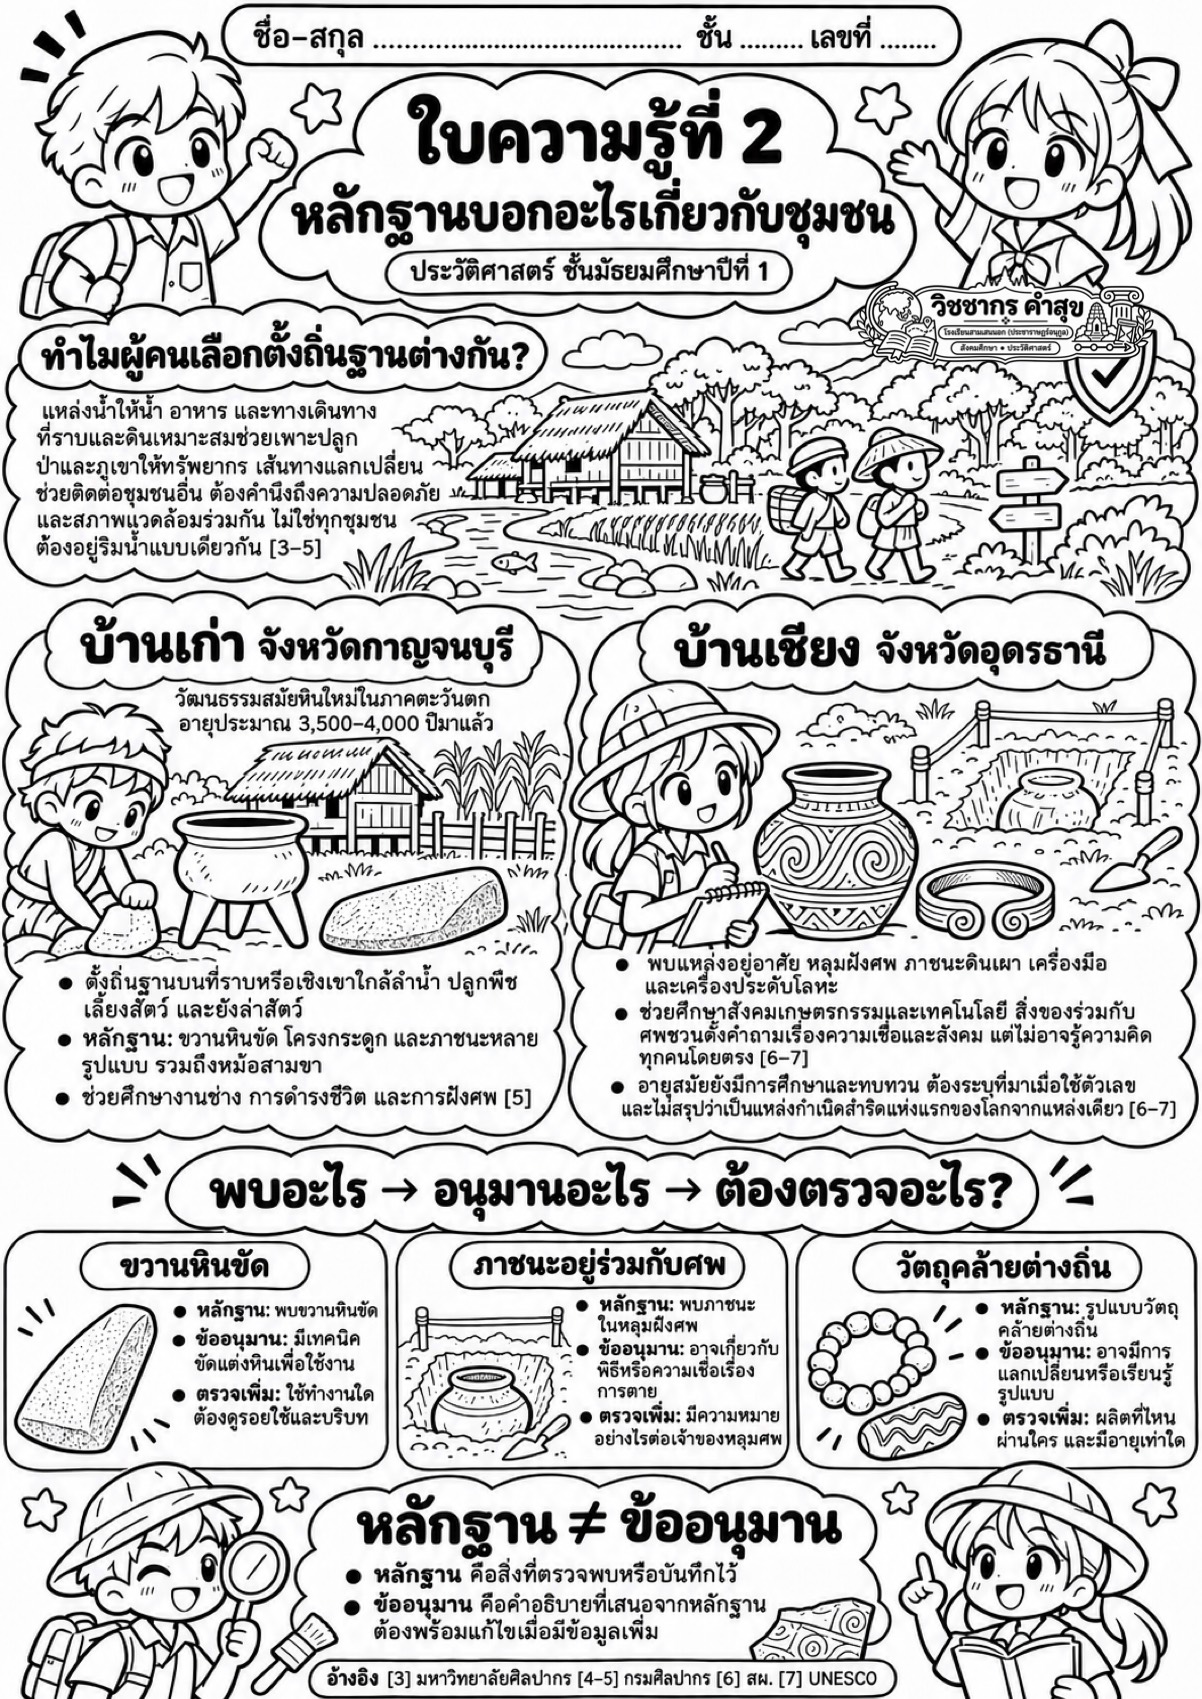 ชื่อ-สกุล ........................................ ชั้น ......... เลขที่ ........
ใบความรู้ที่ 2
หลักฐานบอกอะไรเกี่ยวกับชุมชน
ประวัติศาสตร์ ชั้นมัธยมศึกษาปีที่ 1
วิชชากร คำสุข
โรงเรียนสามเสนนอก (ประชาราษฎร์อนุกูล)
สังคมศึกษา • ประวัติศาสตร์
ทำไมผู้คนเลือกตั้งถิ่นฐานต่างกัน?
แหล่งน้ำให้น้ำ อาหาร และทางเดินทาง
ที่ราบและดินเหมาะสมช่วยเพาะปลูก
ป่าและภูเขาให้ทรัพยากร เส้นทางแลกเปลี่ยน
ช่วยติดต่อชุมชนอื่น ต้องคำนึงถึงความปลอดภัย
และสภาพแวดล้อมร่วมกัน ไม่ใช่ทุกชุมชน
ต้องอยู่ริมน้ำแบบเดียวกัน [3–5]
บ้านเก่า จังหวัดกาญจนบุรี
วัฒนธรรมสมัยหินใหม่ในภาคตะวันตก
อายุประมาณ 3,500–4,000 ปีมาแล้ว
• ตั้งถิ่นฐานบนที่ราบหรือเชิงเขาใกล้ลำน้ำ ปลูกพืช
เลี้ยงสัตว์ และยังล่าสัตว์
• หลักฐาน: ขวานหินขัด โครงกระดูก และภาชนะหลาย
รูปแบบ รวมถึงหม้อสามขา
• ช่วยศึกษางานช่าง การดำรงชีวิต และการฝังศพ [5]
บ้านเชียง จังหวัดอุดรธานี
• พบแหล่งอยู่อาศัย หลุมฝังศพ ภาชนะดินเผา เครื่องมือ
และเครื่องประดับโลหะ
• ช่วยศึกษาสังคมเกษตรกรรมและเทคโนโลยี สิ่งของร่วมกับ
ศพชวนตั้งคำถามเรื่องความเชื่อและสังคม แต่ไม่อาจรู้ความคิด
ทุกคนโดยตรง [6–7]
• อายุสมัยยังมีการศึกษาและทบทวน ต้องระบุที่มาเมื่อใช้ตัวเลข
และไม่สรุปว่าเป็นแหล่งกำเนิดสำริดแห่งแรกของโลกจากแหล่งเดียว [6–7]
พบอะไร → อนุมานอะไร → ต้องตรวจอะไร?
ขวานหินขัด
• หลักฐาน: พบขวานหินขัด
• ข้ออนุมาน: มีเทคนิค
ขัดแต่งหินเพื่อใช้งาน
• ตรวจเพิ่ม: ใช้ทำงานใด
ต้องดูรอยใช้และบริบท
ภาชนะอยู่ร่วมกับศพ
• หลักฐาน: พบภาชนะ
ในหลุมฝังศพ
• ข้ออนุมาน: อาจเกี่ยวกับ
พิธีหรือความเชื่อเรื่อง
การตาย
• ตรวจเพิ่ม: มีความหมาย
อย่างไรต่อเจ้าของหลุมศพ
วัตถุคล้ายต่างถิ่น
• หลักฐาน: รูปแบบวัตถุ
คล้ายต่างถิ่น
• ข้ออนุมาน: อาจมีการ
แลกเปลี่ยนหรือเรียนรู้
รูปแบบ
• ตรวจเพิ่ม: ผลิตที่ไหน
ผ่านใคร และมีอายุเท่าใด
หลักฐาน ≠ ข้ออนุมาน
• หลักฐาน คือสิ่งที่ตรวจพบหรือบันทึกไว้
• ข้ออนุมาน คือคำอธิบายที่เสนอจากหลักฐาน
ต้องพร้อมแก้ไขเมื่อมีข้อมูลเพิ่ม
อ้างอิง [3] มหาวิทยาลัยศิลปากร [4–5] กรมศิลปากร [6] สผ. [7] UNESCO